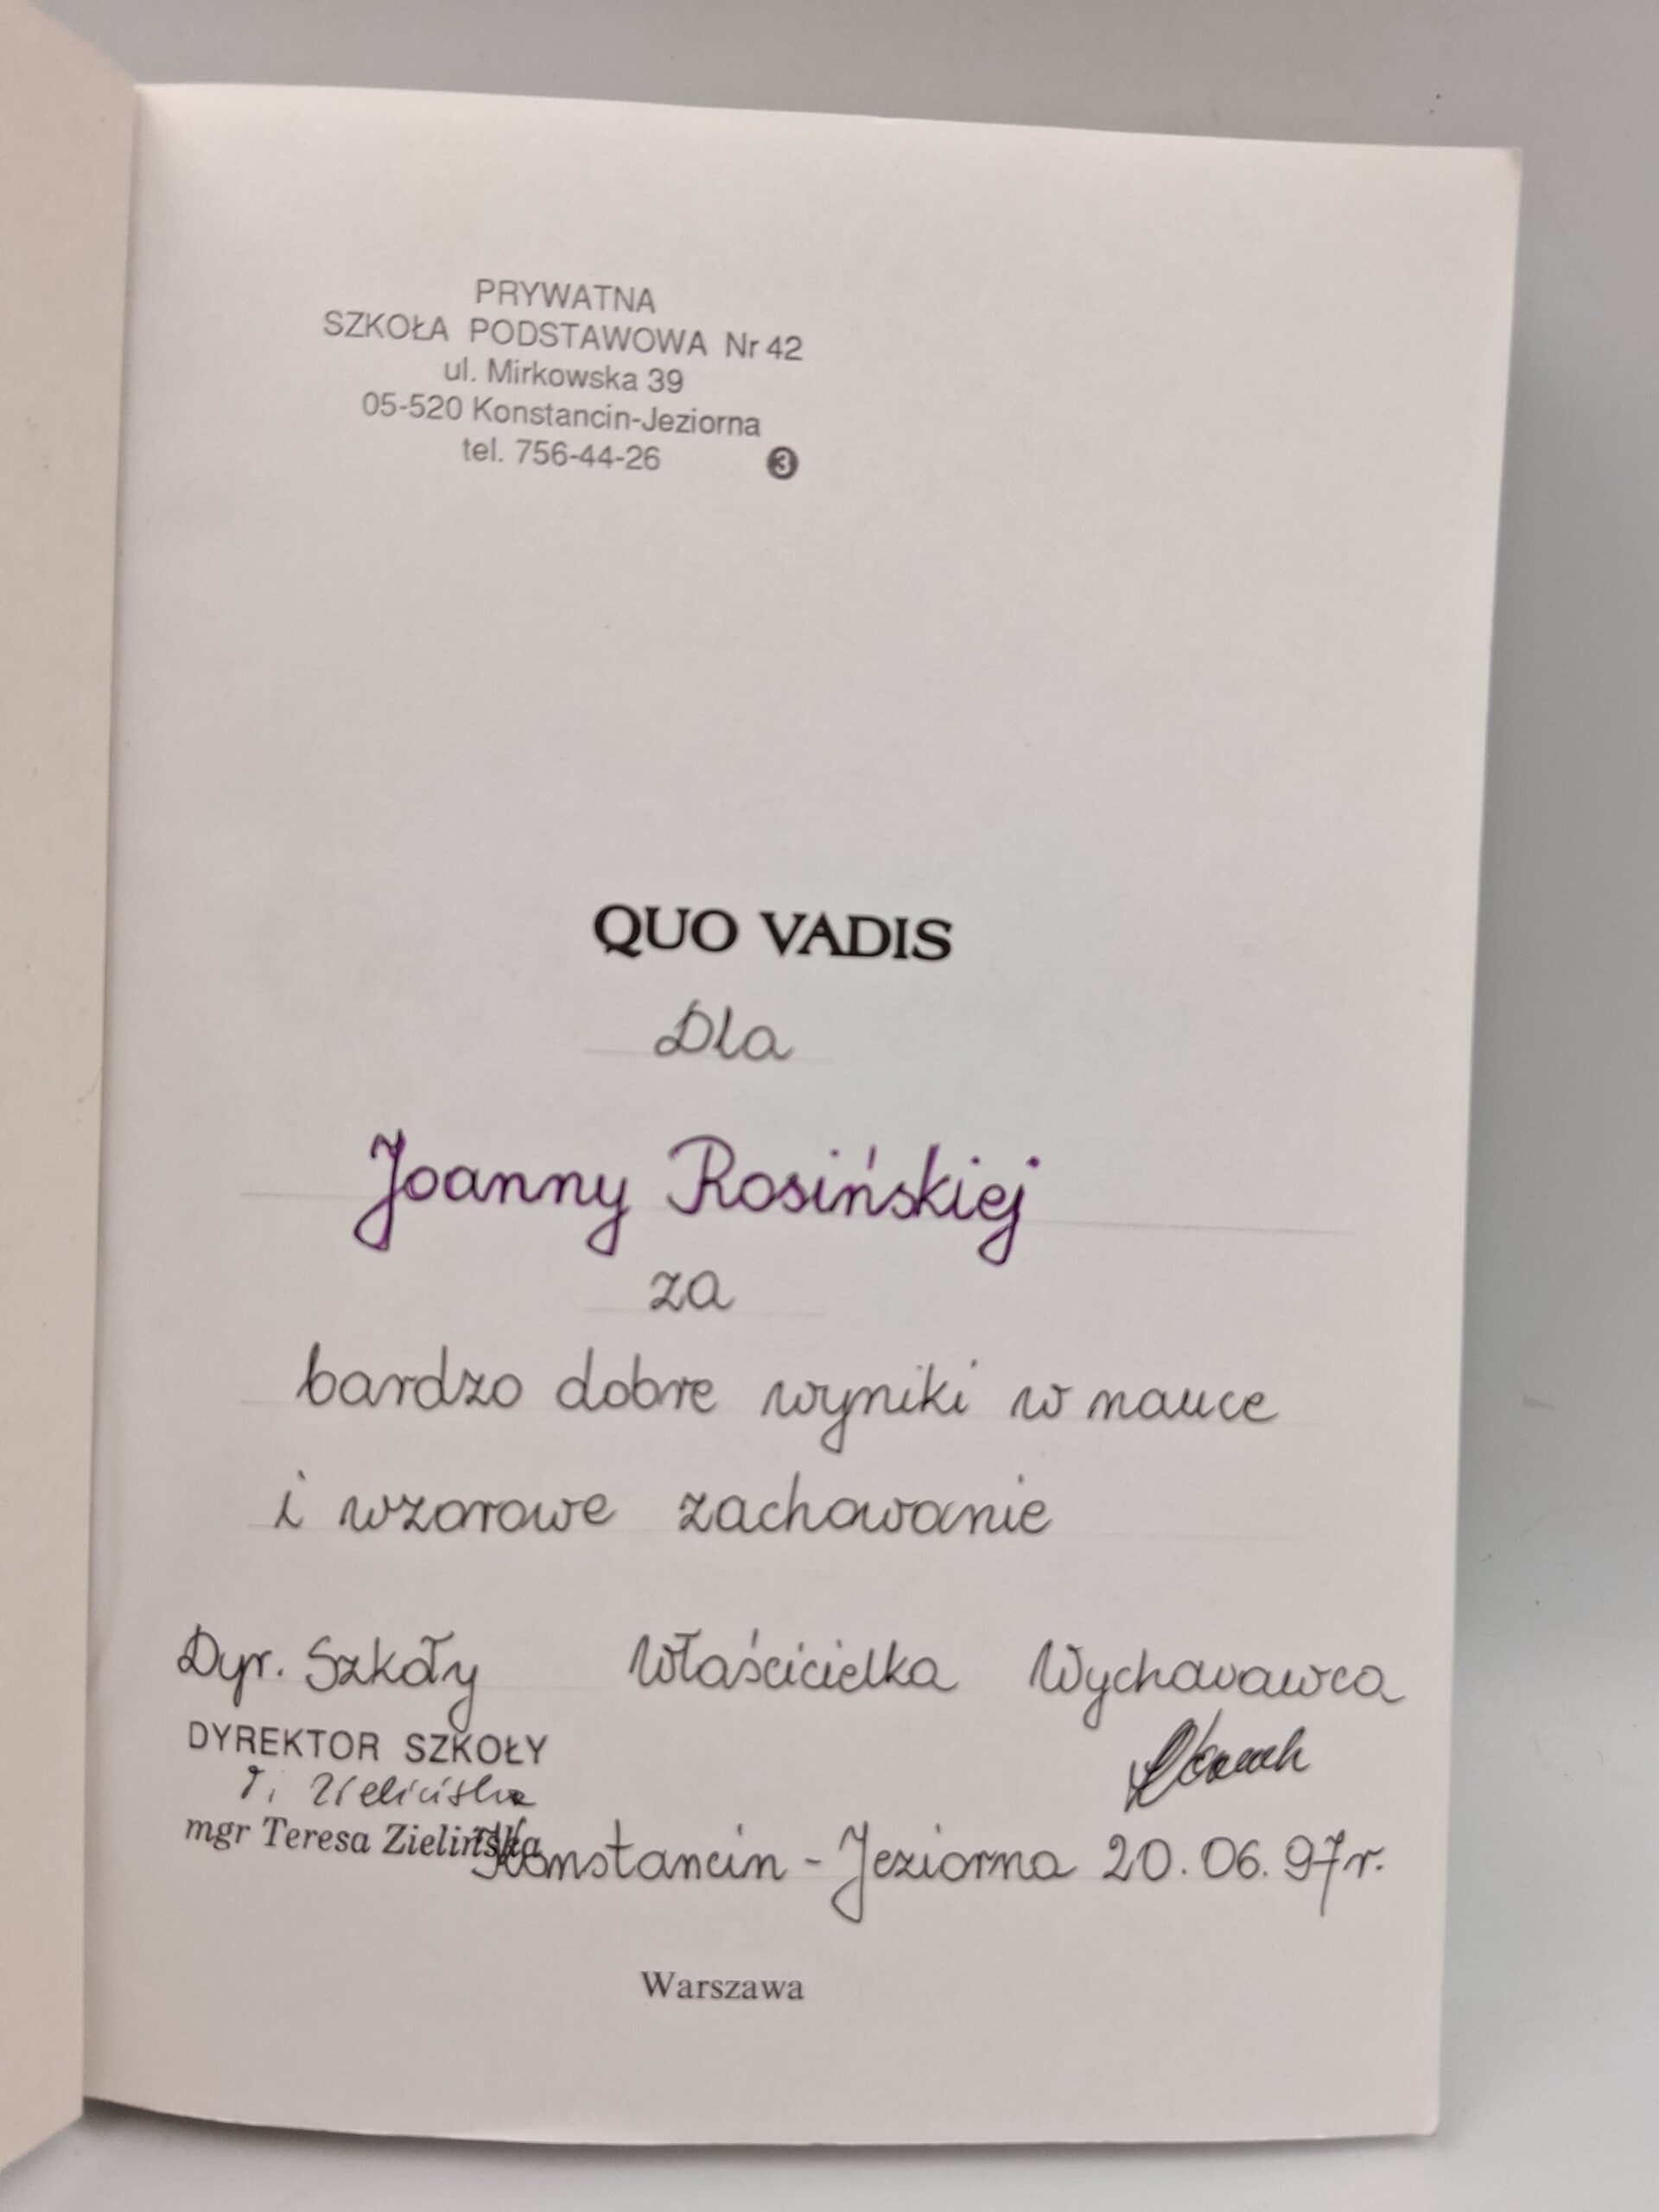 PRYWATNA
SZKOŁA PODSTAWOWA Nr 42
ul. Mirkowska 39
05-520 Konstancin-Jeziorna
tel. 756-44-26 3
QUO VADIS
Dla
Joanny Rosińskiej
za
bardzo dobre wyniki w nauce
i wzorowe zachowanie
Dyr. Szkoły Właścicielka Wychowawca
DYREKTOR SZKOŁY
T. Zielińska
mgr Teresa Zielińska
Konstancin - Jeziorna 20.06.97r.
Warszawa